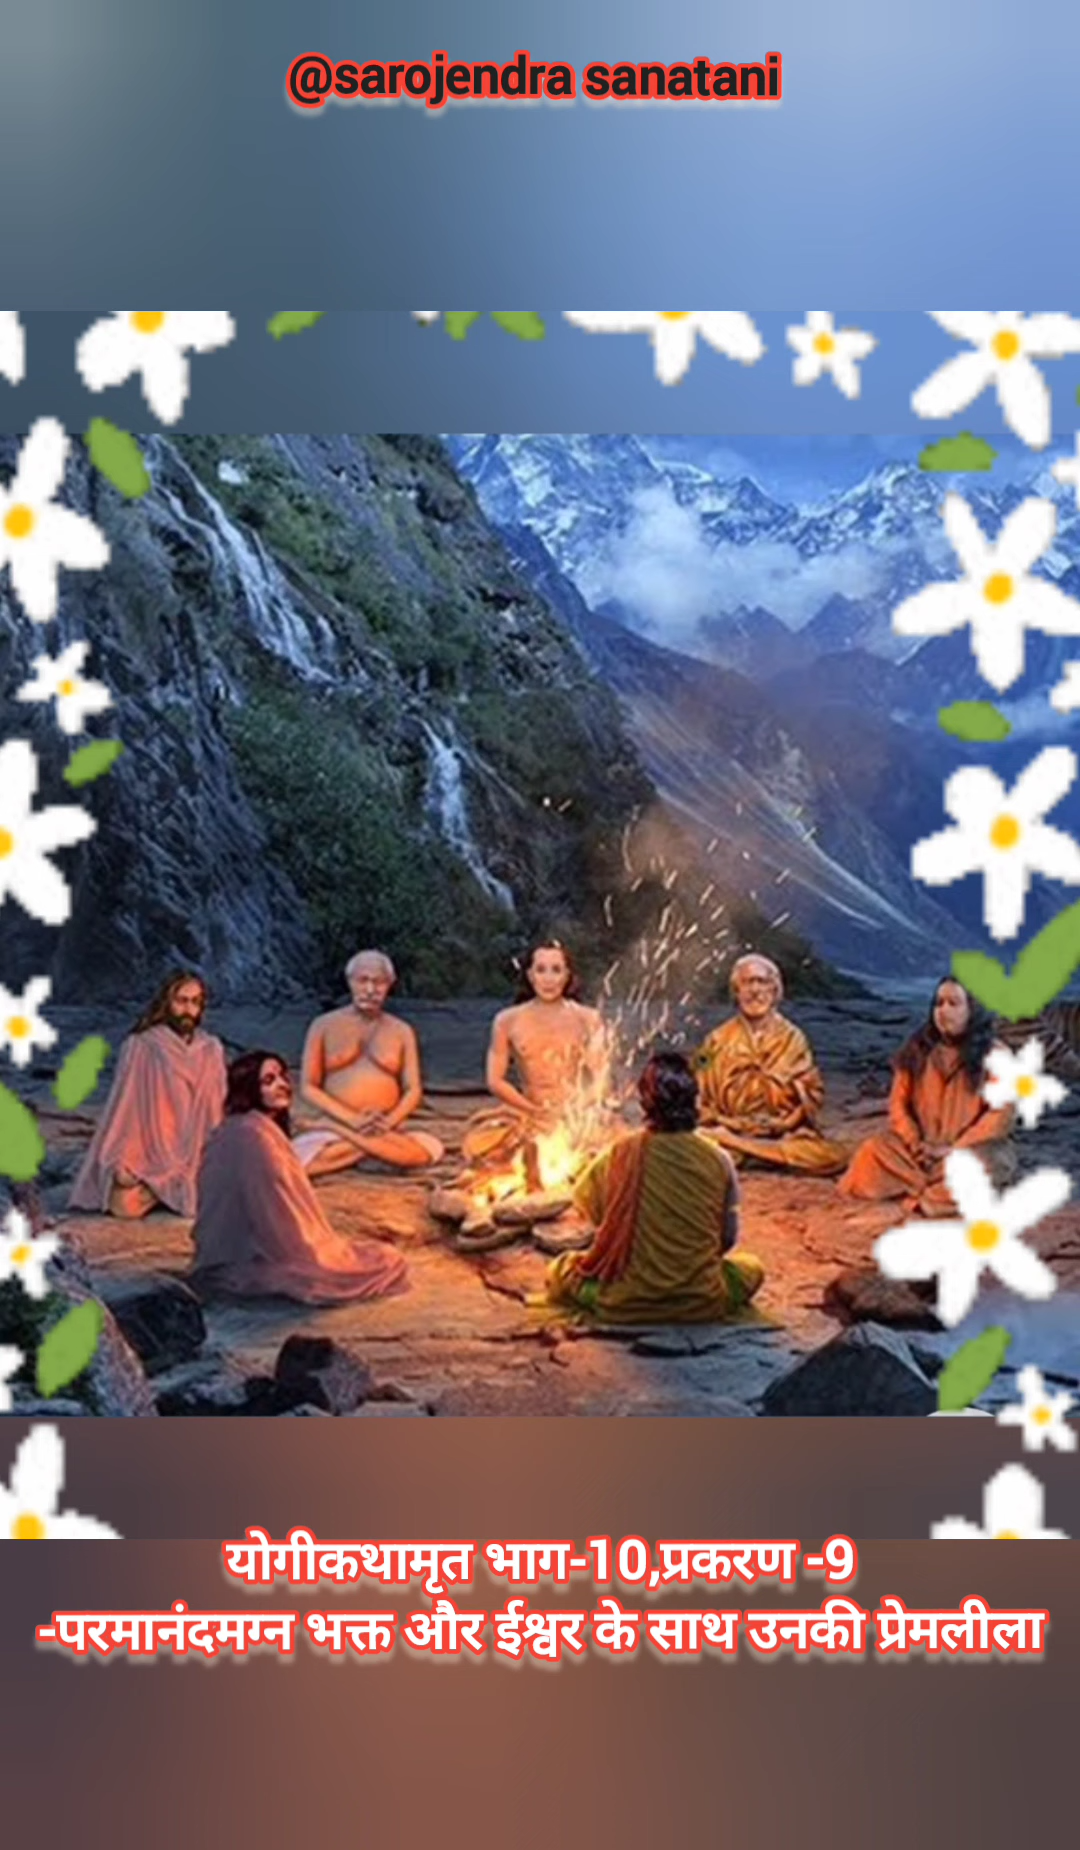 @sarojendra sanatani
योगीकथामृत भाग-10,प्रकरण -9
-परमानंदमग्न भक्त और ईश्वर के साथ उनकी प्रेमलीला